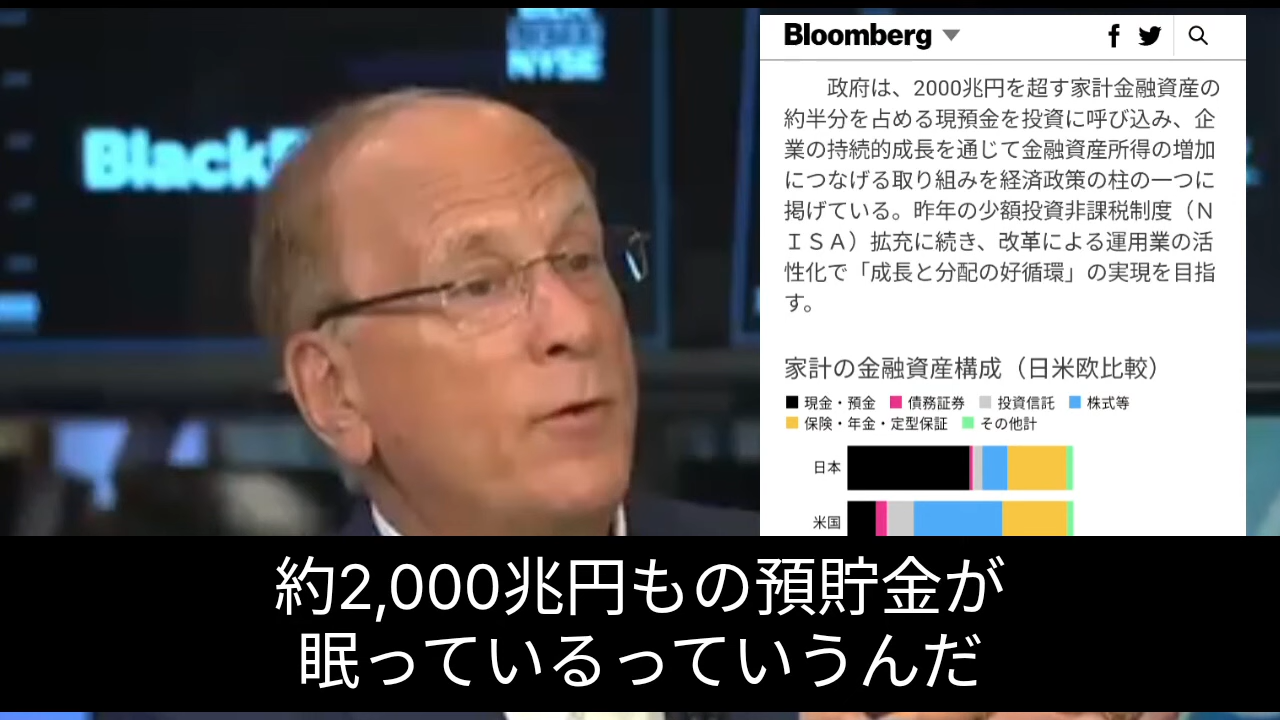 NYSE
Black
Bloomberg
政府は、2000兆円を超す家計金融資産の
約半分を占める現預金を投資に呼び込み、企
業の持続的成長を通じて金融資産所得の増加
につなげる取り組みを経済政策の柱の一つに
掲げている。昨年の少額投資非課税制度（Ｎ
ＩＳＡ）拡充に続き、改革による運用業の活
性化で「成長と分配の好循環」の実現を目指
す。
家計の金融資産構成（日米欧比較）
現金・預金 債務証券 投資信託 株式等
保険・年金・定型保証 その他計
日本
米国
約2,000兆円もの預貯金が
眠っているっていうんだ